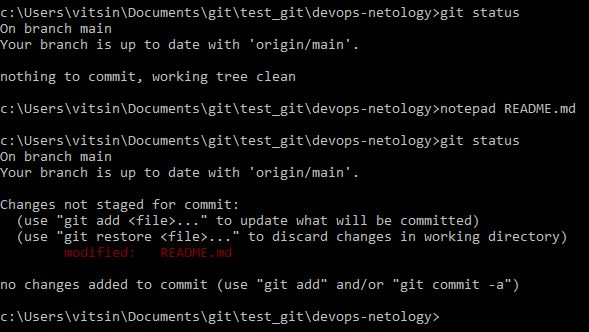 c:\Users\vitsin\Documents\git\test_git\devops-netology>git status
On branch main
Your branch is up to date with 'origin/main'.
nothing to commit, working tree clean
c:\Users\vitsin\Documents\git\test_git\devops-netology>notepad README.md
c:\Users\vitsin\Documents\git\test_git\devops-netology>git status
On branch main
Your branch is up to date with 'origin/main'.
Changes not staged for commit:
  (use "git add <file>..." to update what will be committed)
  (use "git restore <file>..." to discard changes in working directory)
        modified:   README.md
no changes added to commit (use "git add" and/or "git commit -a")
c:\Users\vitsin\Documents\git\test_git\devops-netology>